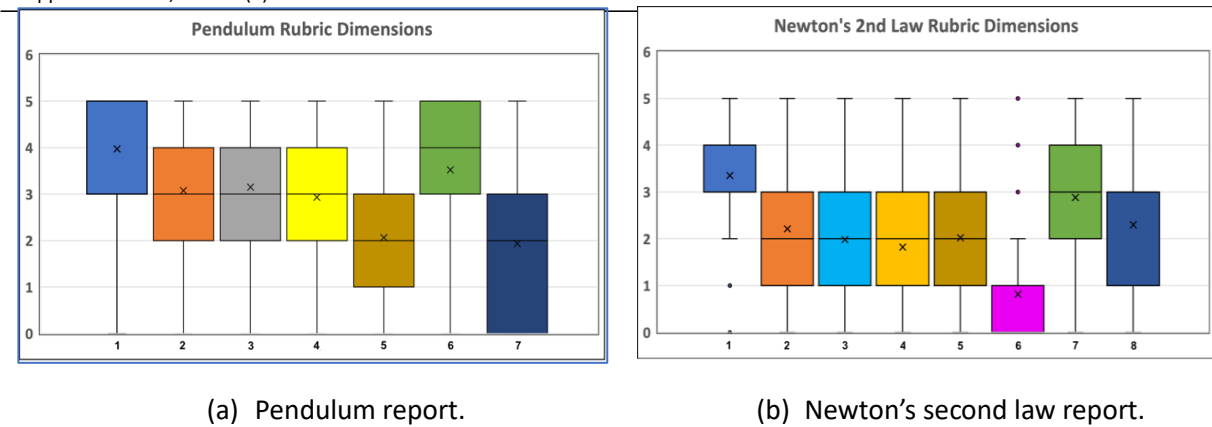 Pendulum Rubric Dimensions
6
5
4
3
2
1
0
1 2 3 4 5 6 7
Newton's 2nd Law Rubric Dimensions
6
5
4
3
2
1
0
1 2 3 4 5 6 7 8
(a) Pendulum report.
(b) Newton’s second law report.